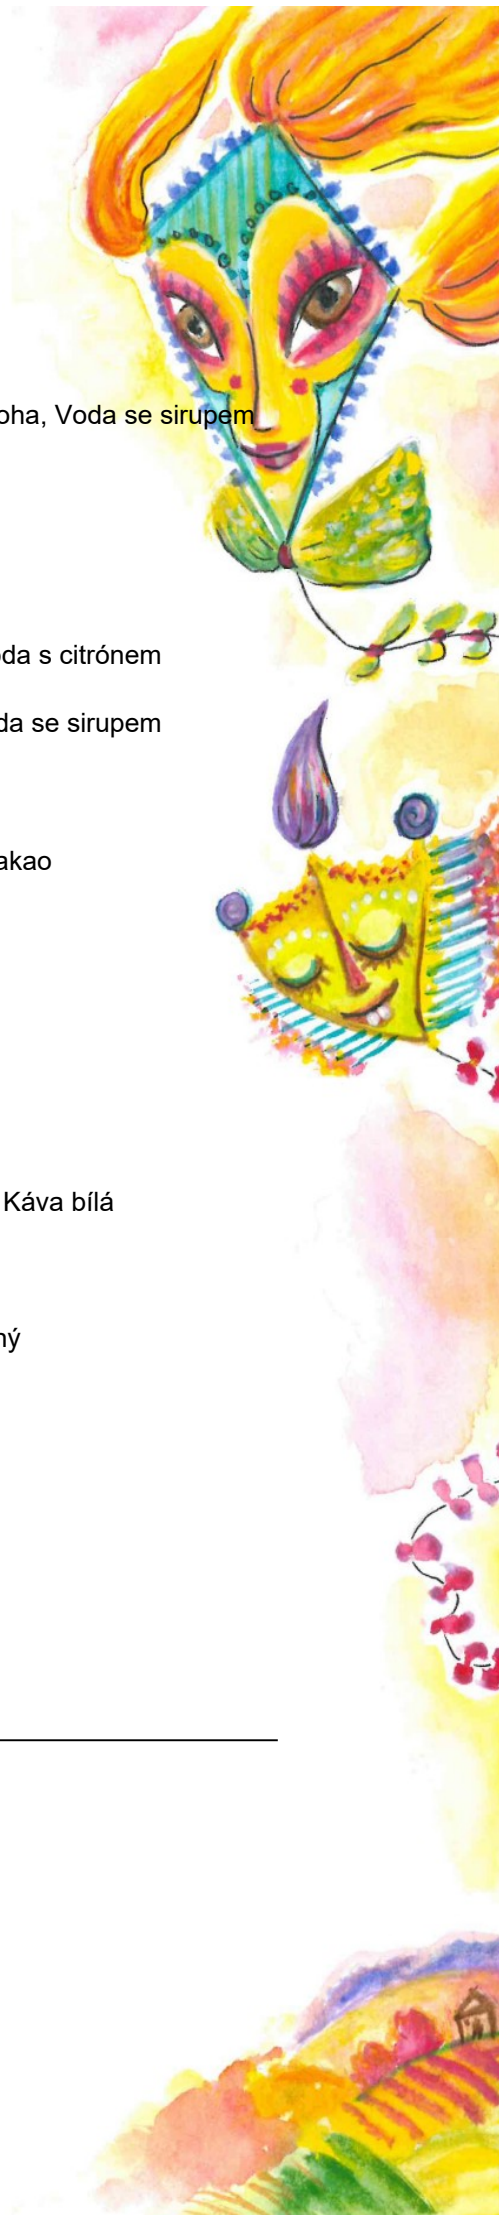 oha, Voda se sirupem
da s citrónem
da se sirupem
akao
Káva bílá
ný